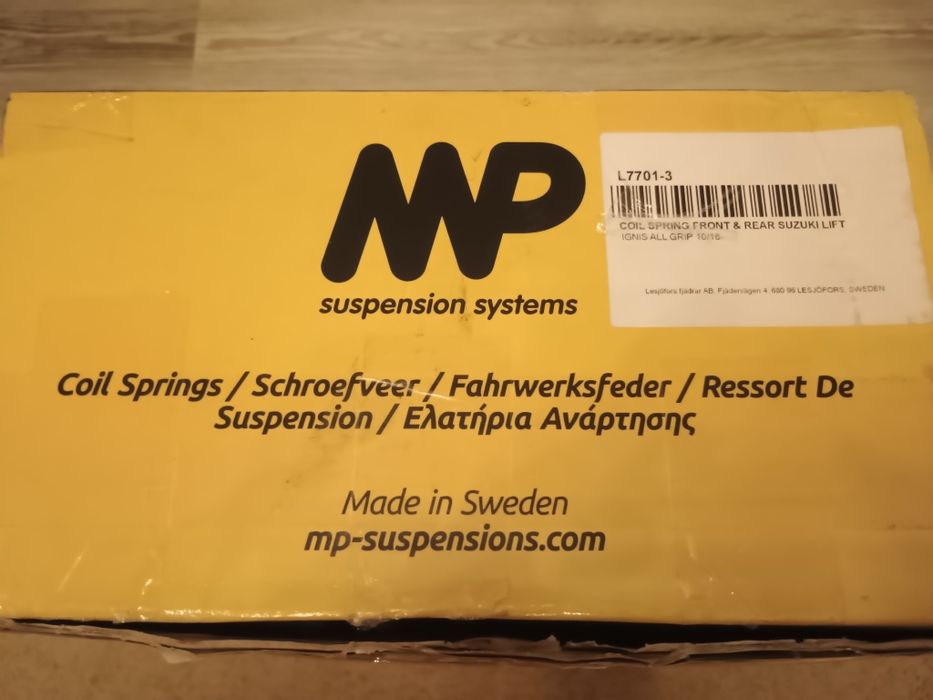 MP
suspension systems
L7701-3
COIL SPRING FRONT & REAR SUZUKI LIFT
IGNIS ALL GRIP 10/16-
Lesjöfors fjädrar AB, Fjädervägen 4, 680 96 LESJÖFORS, SWEDEN
Coil Springs / Schroefveer / Fahrwerksfeder / Ressort De
Suspension / Ελατήρια Ανάρτησης
Made in Sweden
mp-suspensions.com